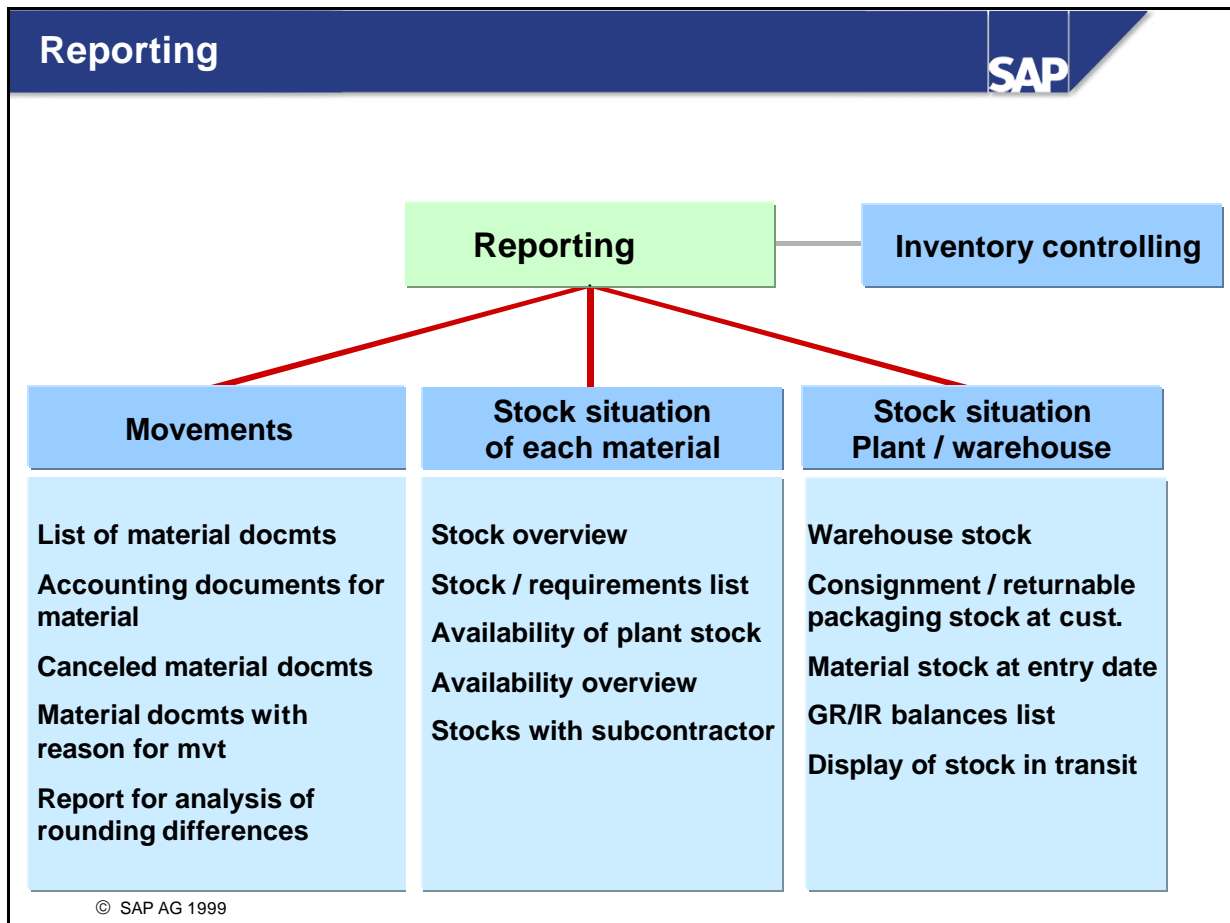 Reporting
SAP
Reporting
Inventory controlling
Movements
Stock situation
of each material
Stock situation
Plant / warehouse
List of material docmts
Accounting documents for
material
Canceled material docmts
Material docmts with
reason for mvt
Report for analysis of
rounding differences
Stock overview
Stock / requirements list
Availability of plant stock
Availability overview
Stocks with subcontractor
Warehouse stock
Consignment / returnable
packaging stock at cust.
Material stock at entry date
GR/IR balances list
Display of stock in transit
© SAP AG 1999